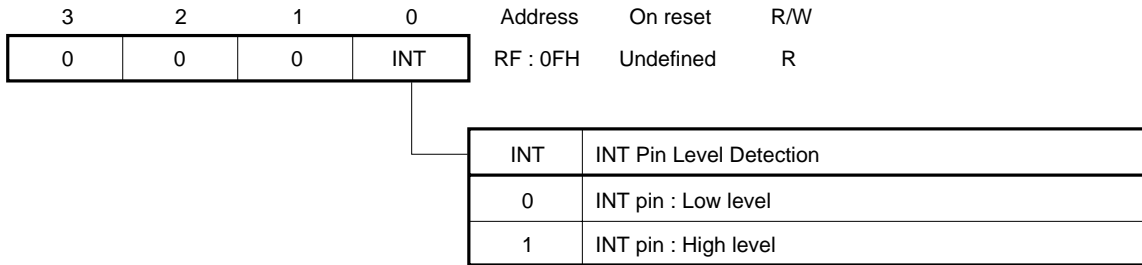 3 2 1 0 Address On reset R/W
0 0 0 INT RF : 0FH Undefined R
INT INT Pin Level Detection
0 INT pin : Low level
1 INT pin : High level